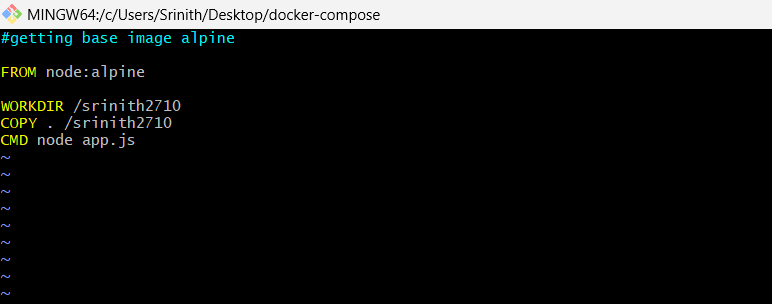 MINGW64:/c/Users/Srinith/Desktop/docker-compose
#getting base image alpine
FROM node:alpine
WORKDIR /srinith2710
COPY . /srinith2710
CMD node app.js
~
~
~
~
~
~
~
~
~